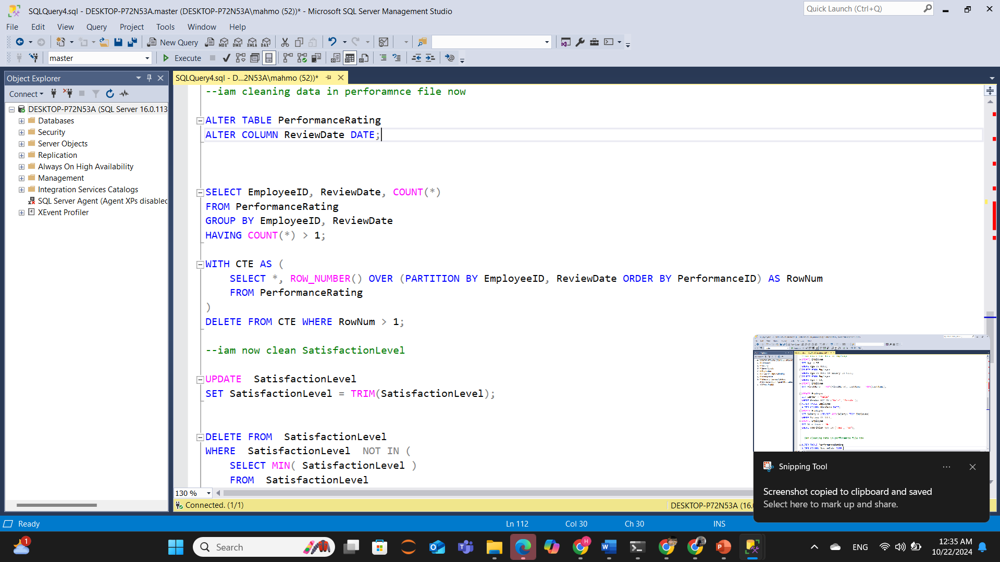 SQLQuery4.sql - DESKTOP-P72N53A.master (DESKTOP-P72N53A\mahmo (52))* - Microsoft SQL Server Management Studio
Quick Launch (Ctrl+Q)
File Edit View Query Project Tools Window Help
New Query MDX DMX XMLA DAX
master Execute
Object Explorer
SQLQuery4.sql - D...2N53A\mahmo (52))*
Connect
DESKTOP-P72N53A (SQL Server 16.0.113
Databases
Security
Server Objects
Replication
Always On High Availability
Management
Integration Services Catalogs
SQL Server Agent (Agent XPs disabled
XEvent Profiler
--iam cleaning data in perforamnce file now
ALTER TABLE PerformanceRating
ALTER COLUMN ReviewDate DATE;
SELECT EmployeeID, ReviewDate, COUNT(*)
FROM PerformanceRating
GROUP BY EmployeeID, ReviewDate
HAVING COUNT(*) > 1;
WITH CTE AS (
SELECT *, ROW_NUMBER() OVER (PARTITION BY EmployeeID, ReviewDate ORDER BY PerformanceID) AS RowNum
FROM PerformanceRating
)
DELETE FROM CTE WHERE RowNum > 1;
--iam now clean SatisfactionLevel
UPDATE SatisfactionLevel
SET SatisfactionLevel = TRIM(SatisfactionLevel);
DELETE FROM SatisfactionLevel
WHERE SatisfactionLevel NOT IN (
SELECT MIN( SatisfactionLevel )
FROM SatisfactionLevel
130 %
Connected. (1/1)
DESKTOP-P72N53A (16.
Snipping Tool
Screenshot copied to clipboard and saved
Select here to mark up and share.
Ready
Ln 112 Col 30 Ch 30 INS
1
Search
H
ENG
12:35 AM
10/22/2024